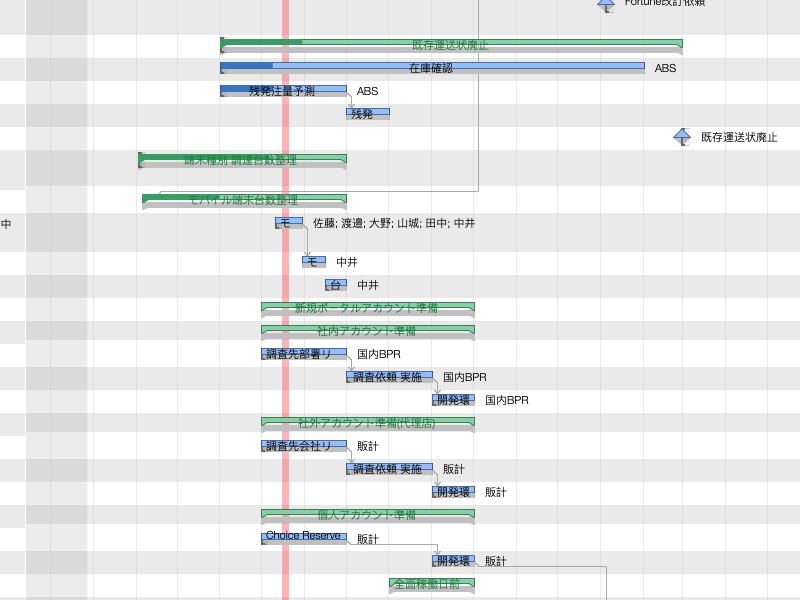 Fortune改訂依頼
既存運送状廃止
在庫確認 ABS
残発注量予測 ABS
残発
既存運送状廃止
端末種別 調達台数整理
モバイル端末台数整理
中 モ 佐藤; 渡邉; 大野; 山城; 田中; 中井
モ 中井
台 中井
新規ポータルアカウント準備
社内アカウント準備
調査先部署リ 国内BPR
調査依頼 実施 国内BPR
開発環 国内BPR
社外アカウント準備(代理店)
調査先会社リ 販計
調査依頼 実施 販計
開発環 販計
個人アカウント準備
Choice Reserve 販計
開発環 販計
全面稼働日前